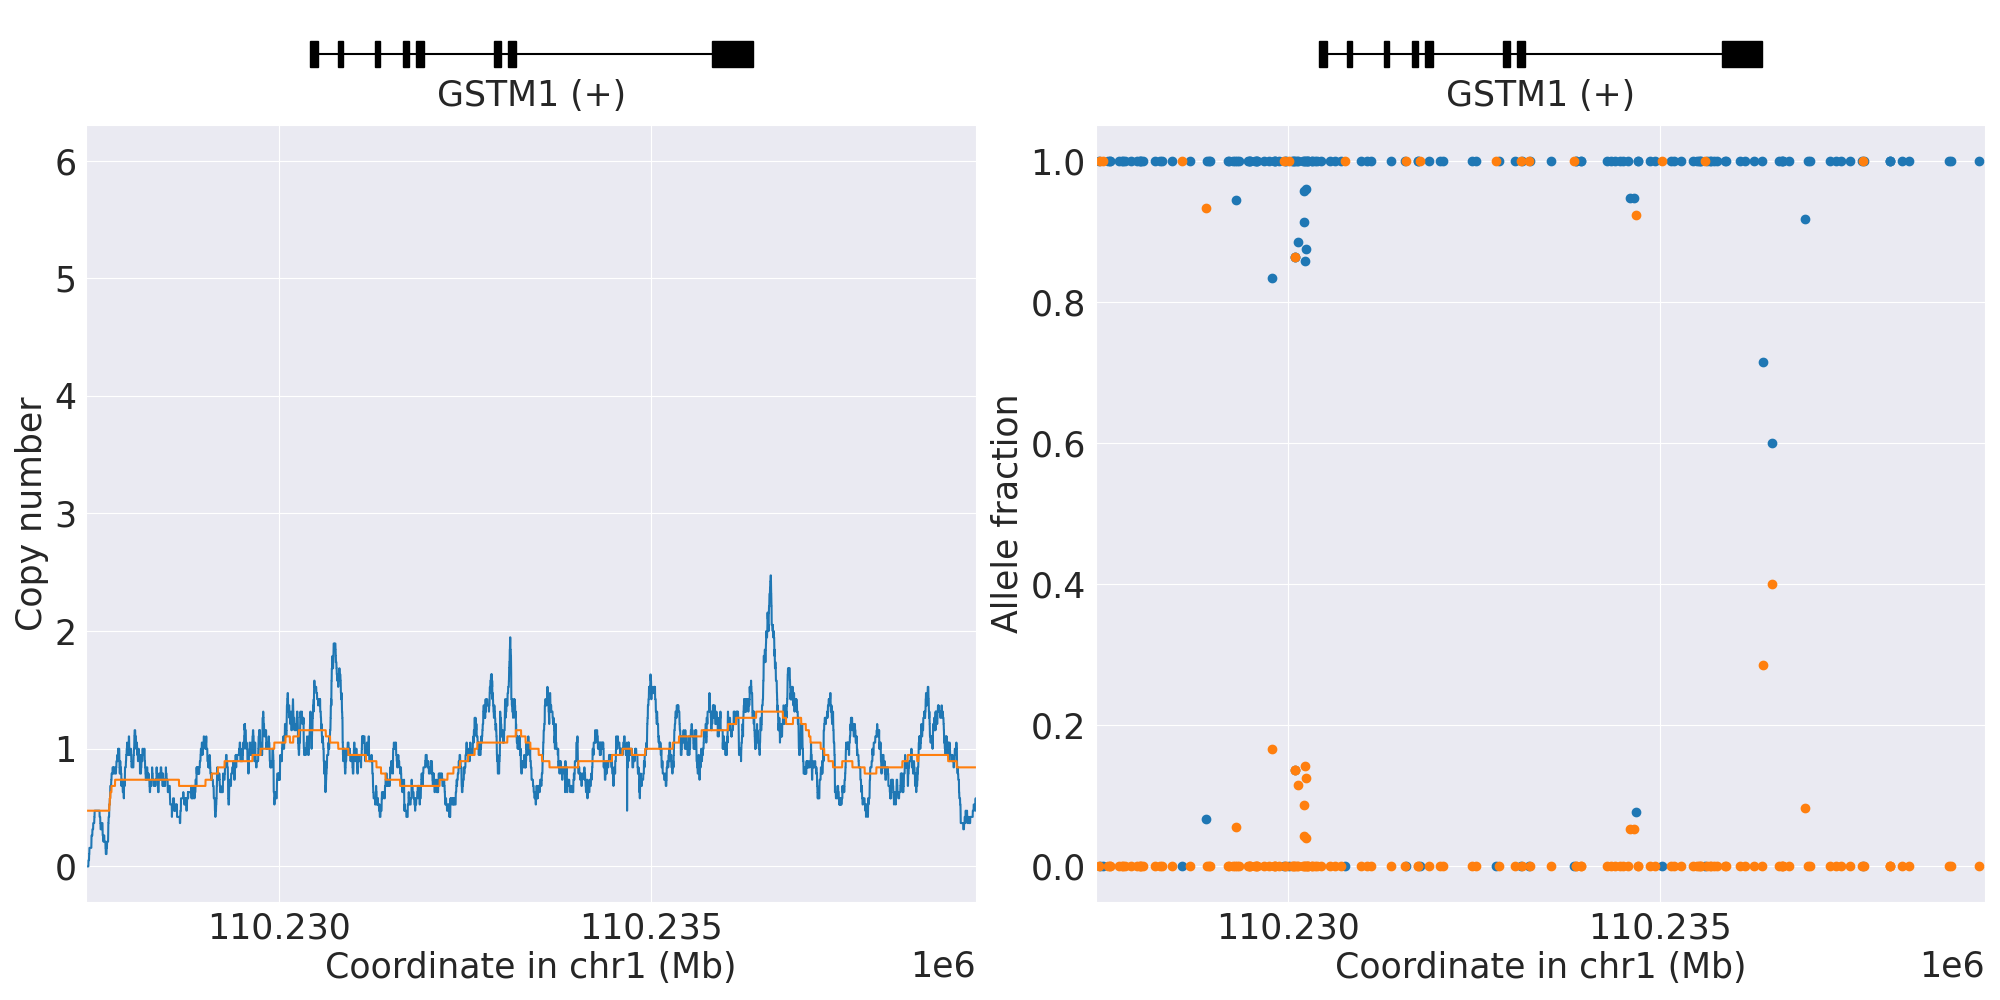 GSTM1 (+)
Copy number
6
5
4
3
2
1
0
110.230
110.235
Coordinate in chr1 (Mb)
1e6
GSTM1 (+)
Allele fraction
1.0
0.8
0.6
0.4
0.2
0.0
110.230
110.235
Coordinate in chr1 (Mb)
1e6